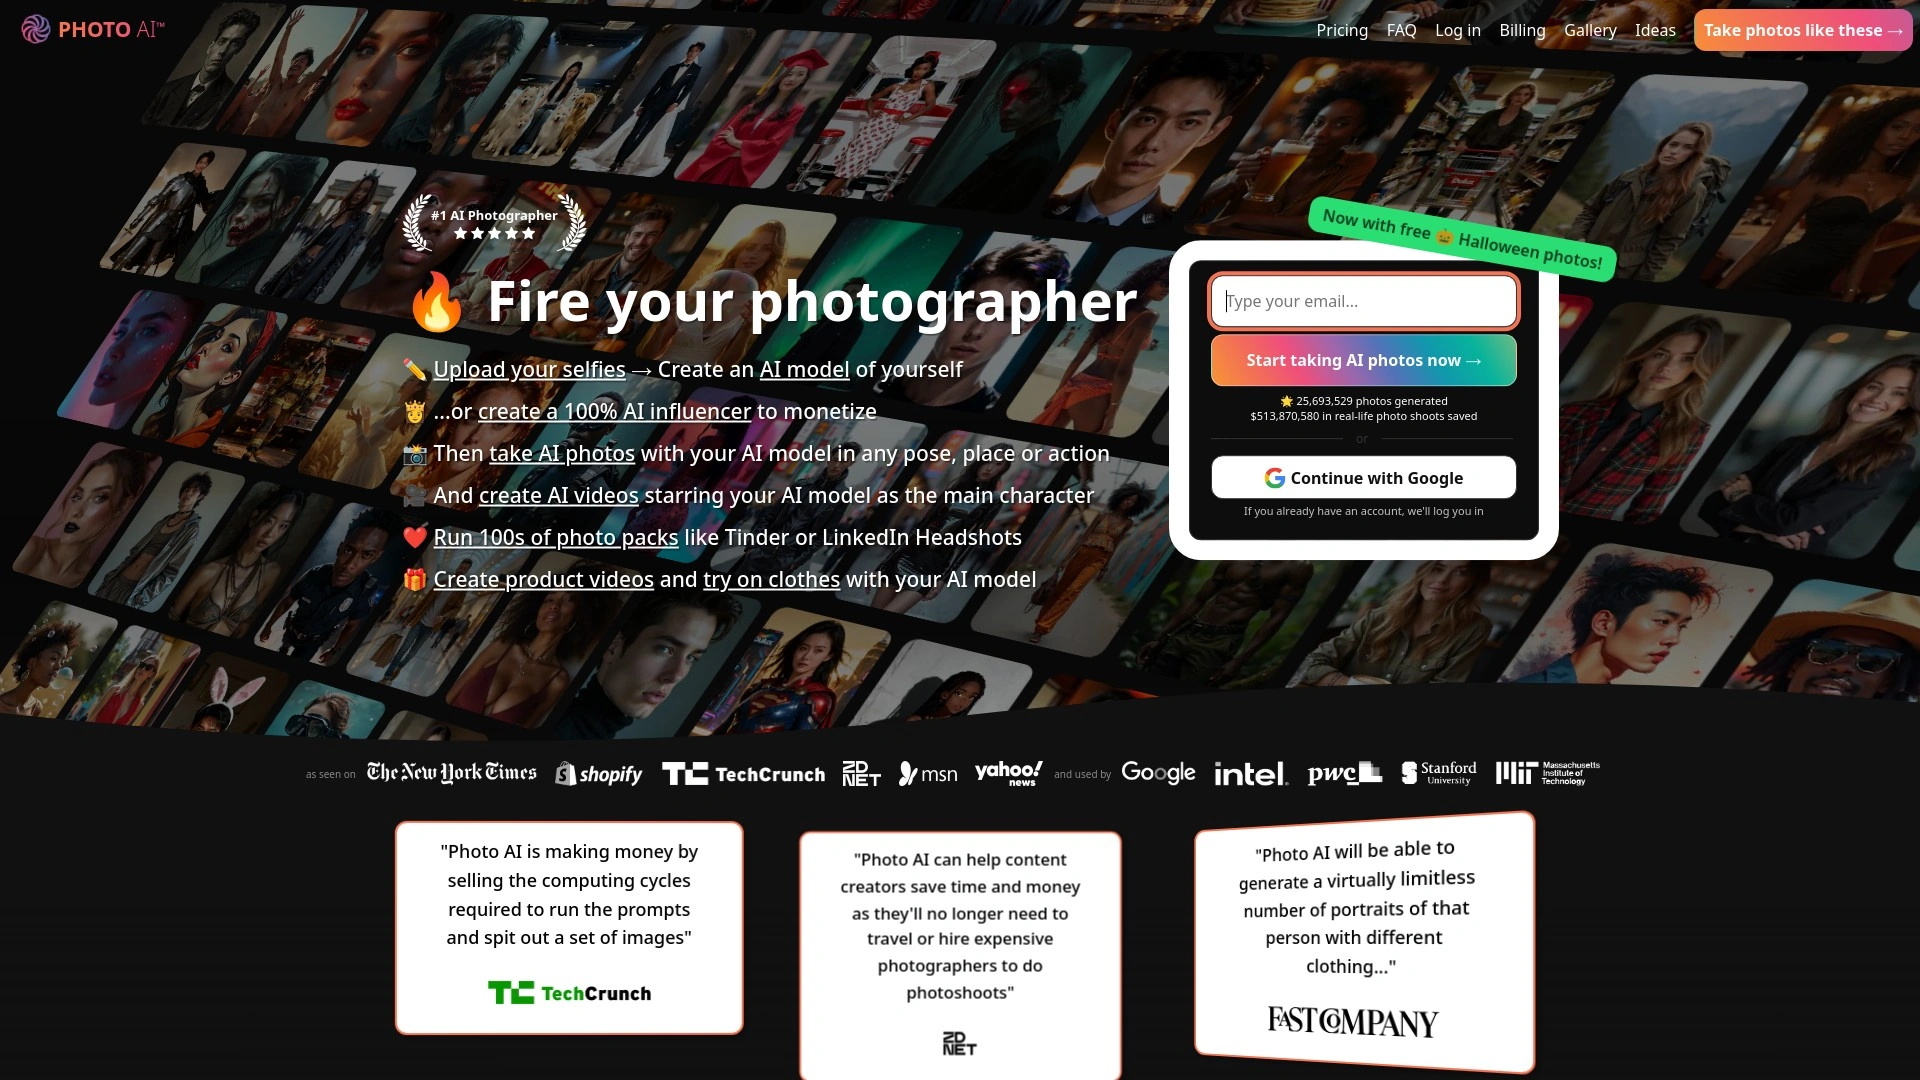 PHOTO AI™
Pricing
FAQ
Log in
Billing
Gallery
Ideas
Take photos like these →
#1 AI Photographer
🔥 Fire your photographer
✏️ Upload your selfies → Create an AI model of yourself
👸 ...or create a 100% AI influencer to monetize
📸 Then take AI photos with your AI model in any pose, place or action
🎥 And create AI videos starring your AI model as the main character
❤️ Run 100s of photo packs like Tinder or LinkedIn Headshots
🎁 Create product videos and try on clothes with your AI model
Now with free 🎃 Halloween photos!
Type your email...
Start taking AI photos now →
🌟 25,693,529 photos generated
$513,870,580 in real-life photo shoots saved
or
Continue with Google
If you already have an account, we'll log you in
as seen on
The New York Times
shopify
TC TechCrunch
ZDNET
msn
yahoo! news
and used by
Google
intel.
pwc
Stanford University
Massachusetts Institute of Technology
"Photo AI is making money by
selling the computing cycles
required to run the prompts
and spit out a set of images"
TC TechCrunch
"Photo AI can help content
creators save time and money
as they'll no longer need to
travel or hire expensive
photographers to do
photoshoots"
ZDNET
"Photo AI will be able to
generate a virtually limitless
number of portraits of that
person with different
clothing..."
FAST COMPANY